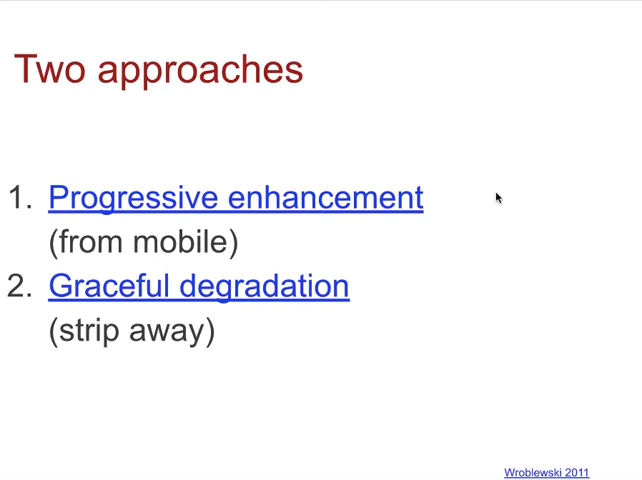 Two approaches
1. Progressive enhancement
(from mobile)
2. Graceful degradation
(strip away)
Wroblewski 2011